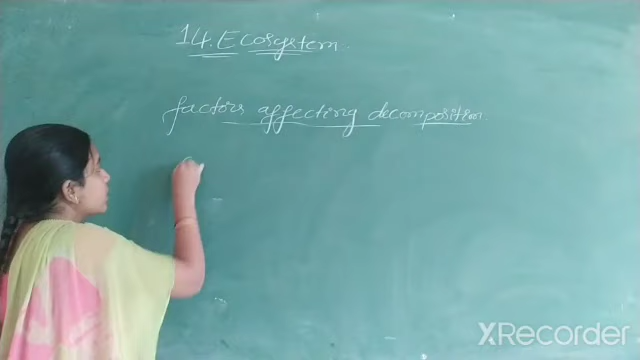 14. Ecosystem.
factors affecting decomposition.
XRecorder